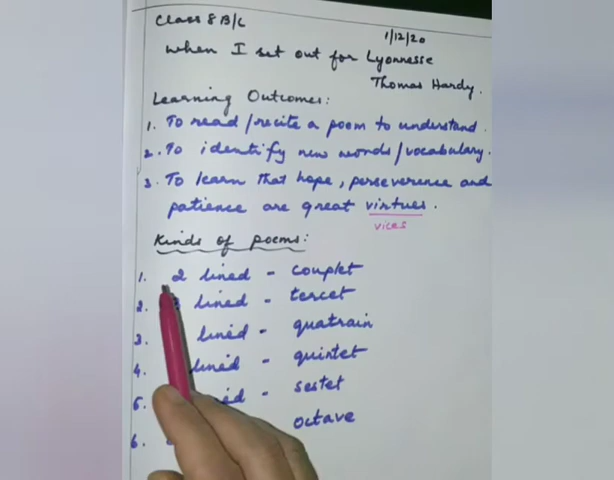 Class 8 B/C
1/12/20
When I set out for Lyonnesse
Thomas Hardy.
Learning Outcomes:
1. To read/recite a poem to understand.
2. To identify new words/vocabulary.
3. To learn that hope, perseverence and
patience are great virtues.
vices
Kinds of poems:
1. 2 lined - couplet
2. 3 lined - tercet
3. lined - quatrain
4. lined - quintet
5. lined - sestet
6. octave